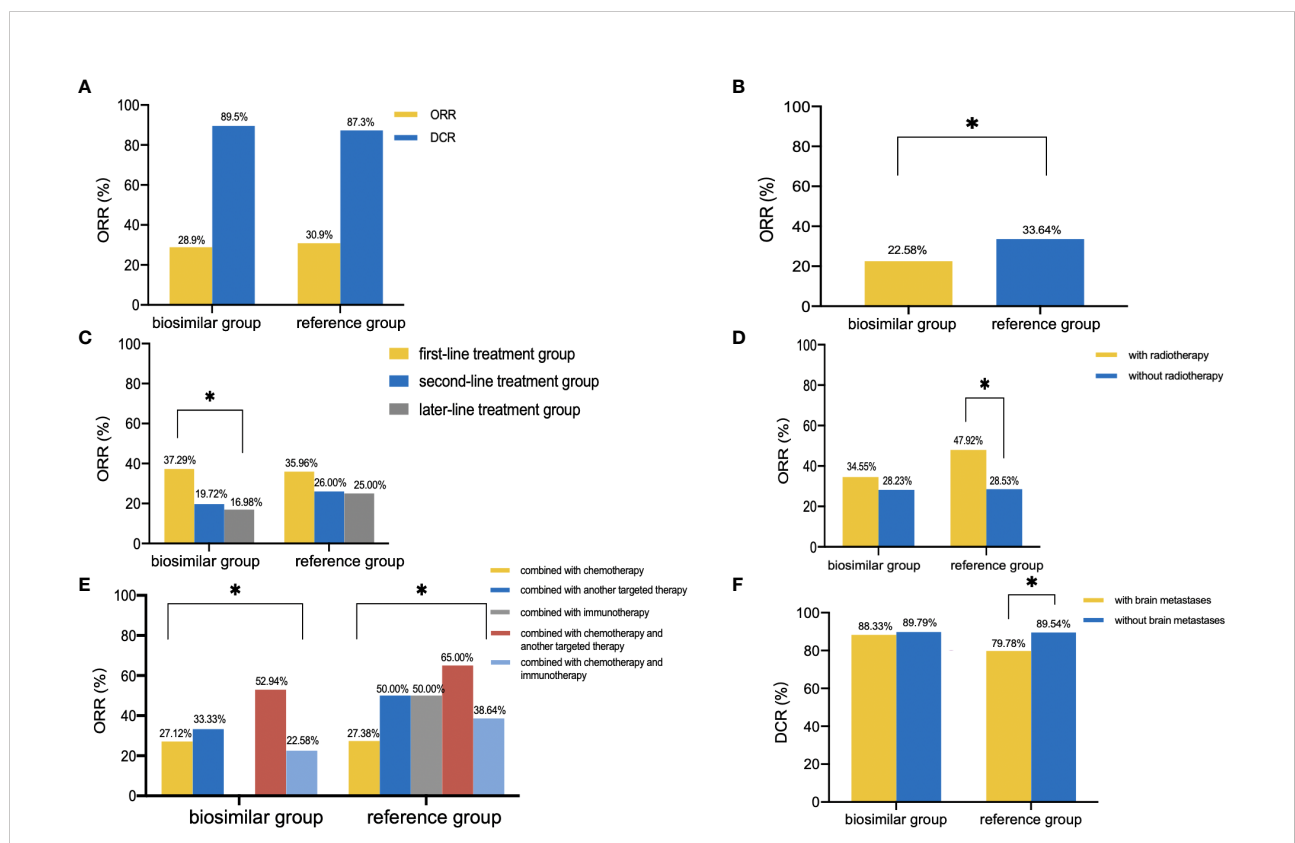 A
100
80
60
40
20
0
ORR (%)
89.5%
87.3%
28.9%
30.9%
biosimilar group
reference group
ORR
DCR
B
100
80
60
40
20
0
ORR (%)
*
22.58%
33.64%
biosimilar group
reference group
C
100
80
60
40
20
0
ORR (%)
*
37.29%
19.72%
16.98%
35.96%
26.00%
25.00%
biosimilar group
reference group
first-line treatment group
second-line treatment group
later-line treatment group
D
100
80
60
40
20
0
ORR (%)
*
34.55%
28.23%
47.92%
28.53%
biosimilar group
reference group
with radiotherapy
without radiotherapy
E
100
80
60
40
20
0
ORR (%)
*
*
27.12%
33.33%
52.94%
22.58%
27.38%
50.00%
50.00%
65.00%
38.64%
biosimilar group
reference group
combined with chemotherapy
combined with another targeted therapy
combined with immunotherapy
combined with chemotherapy and
another targeted therapy
combined with chemotherapy and
immunotherapy
F
100
80
60
40
20
0
DCR (%)
*
88.33%
89.79%
79.78%
89.54%
biosimilar group
reference group
with brain metastases
without brain metastases